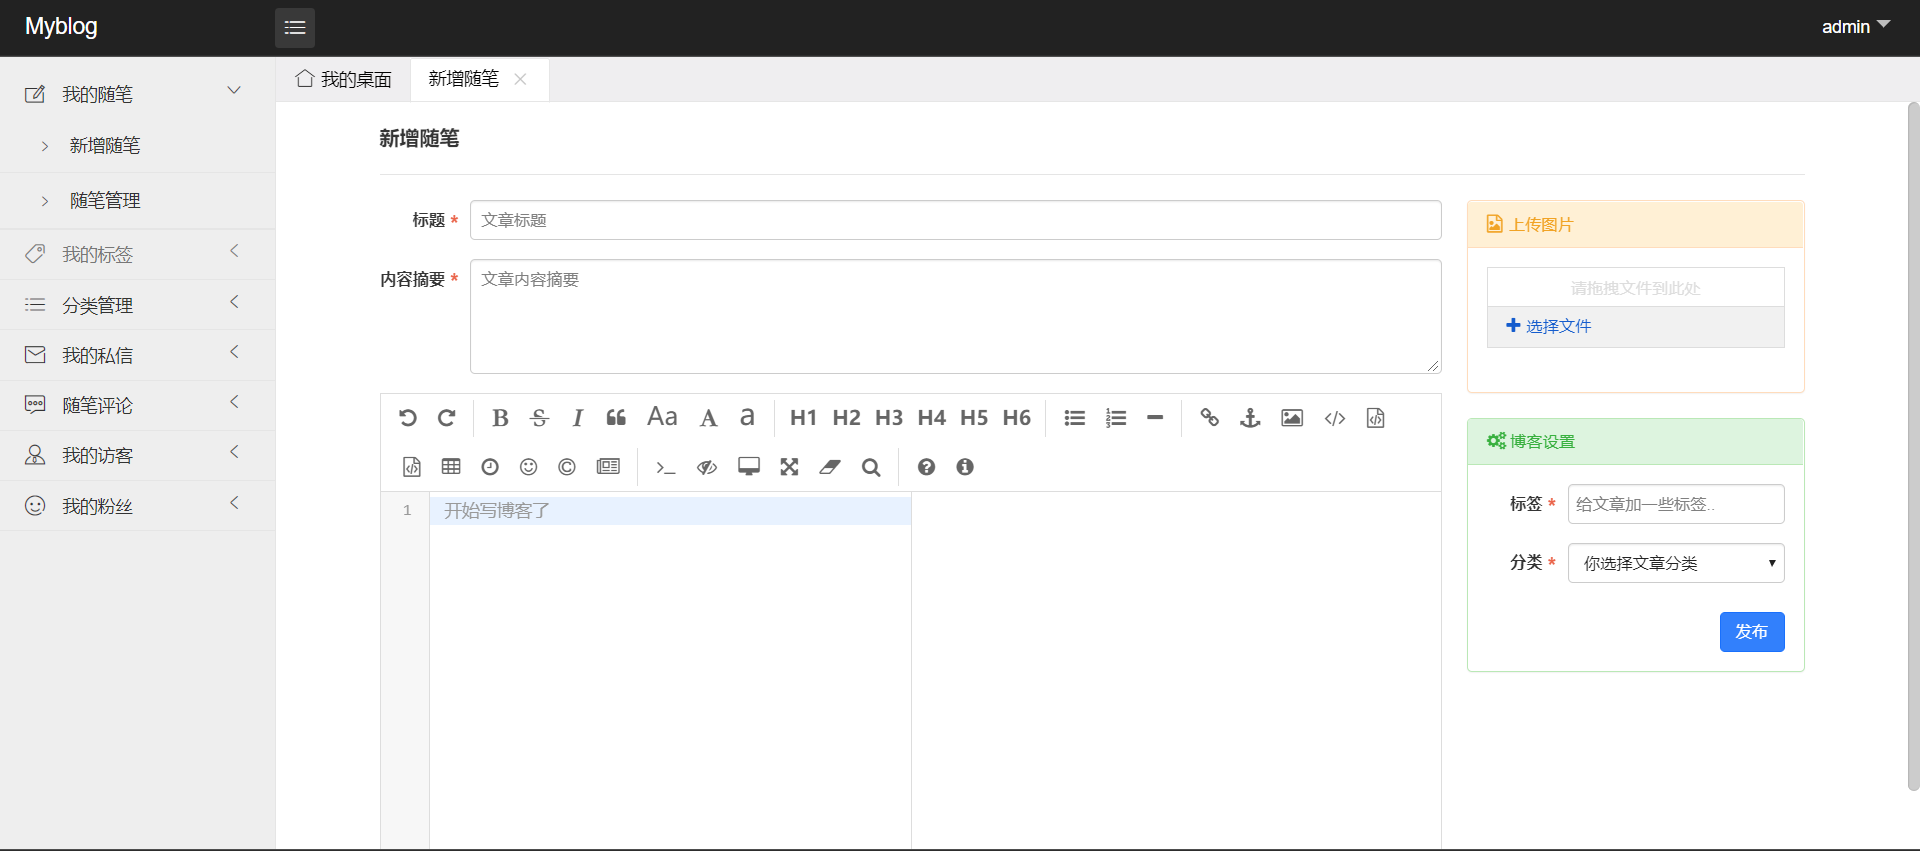 Myblog
admin
我的随笔
新增随笔
随笔管理
我的标签
分类管理
我的私信
随笔评论
我的访客
我的粉丝
我的桌面 新增随笔
新增随笔
标题 * 文章标题
内容摘要 * 文章内容摘要
B S I Aa A a H1 H2 H3 H4 H5 H6
1 开始写博客了
上传图片
请拖拽文件到此处
选择文件
博客设置
标签 * 给文章加一些标签..
分类 * 你选择文章分类
发布